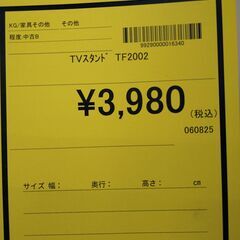 KG/家具その他 その他
程度:中古B
99290000016340
TVスタンド TF2002
¥3,980
(税込)
060825
サイズ 幅: 奥行: 高さ: cm